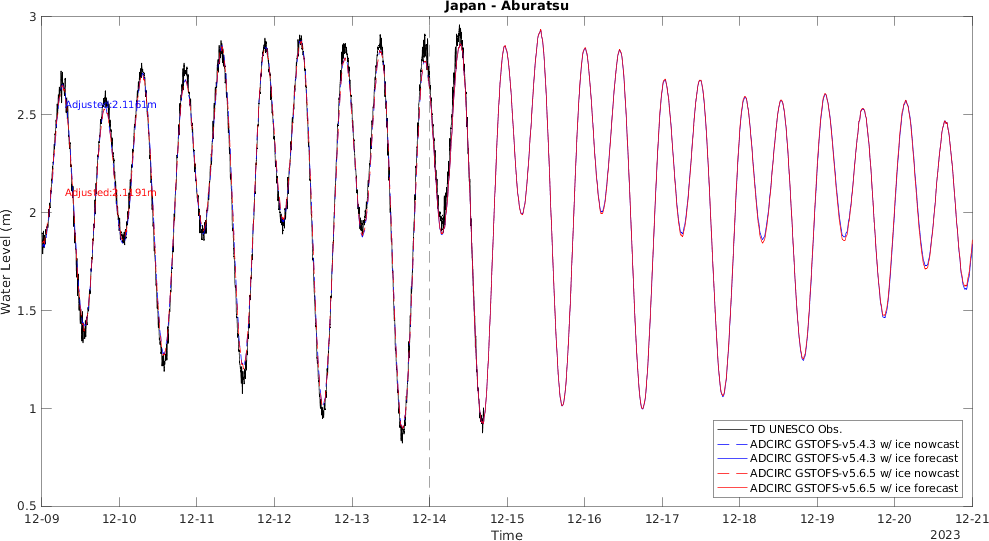 Japan - Aburatsu
3
2.5
2
1.5
1
0.5
Water Level (m)
Adjusted:2.1161m
Adjusted:2.1191m
TD UNESCO Obs.
ADCIRC GSTOFS-v5.4.3 w/ ice nowcast
ADCIRC GSTOFS-v5.4.3 w/ ice forecast
ADCIRC GSTOFS-v5.6.5 w/ ice nowcast
ADCIRC GSTOFS-v5.6.5 w/ ice forecast
12-09 12-10 12-11 12-12 12-13 12-14 12-15 12-16 12-17 12-18 12-19 12-20 12-21
Time
2023